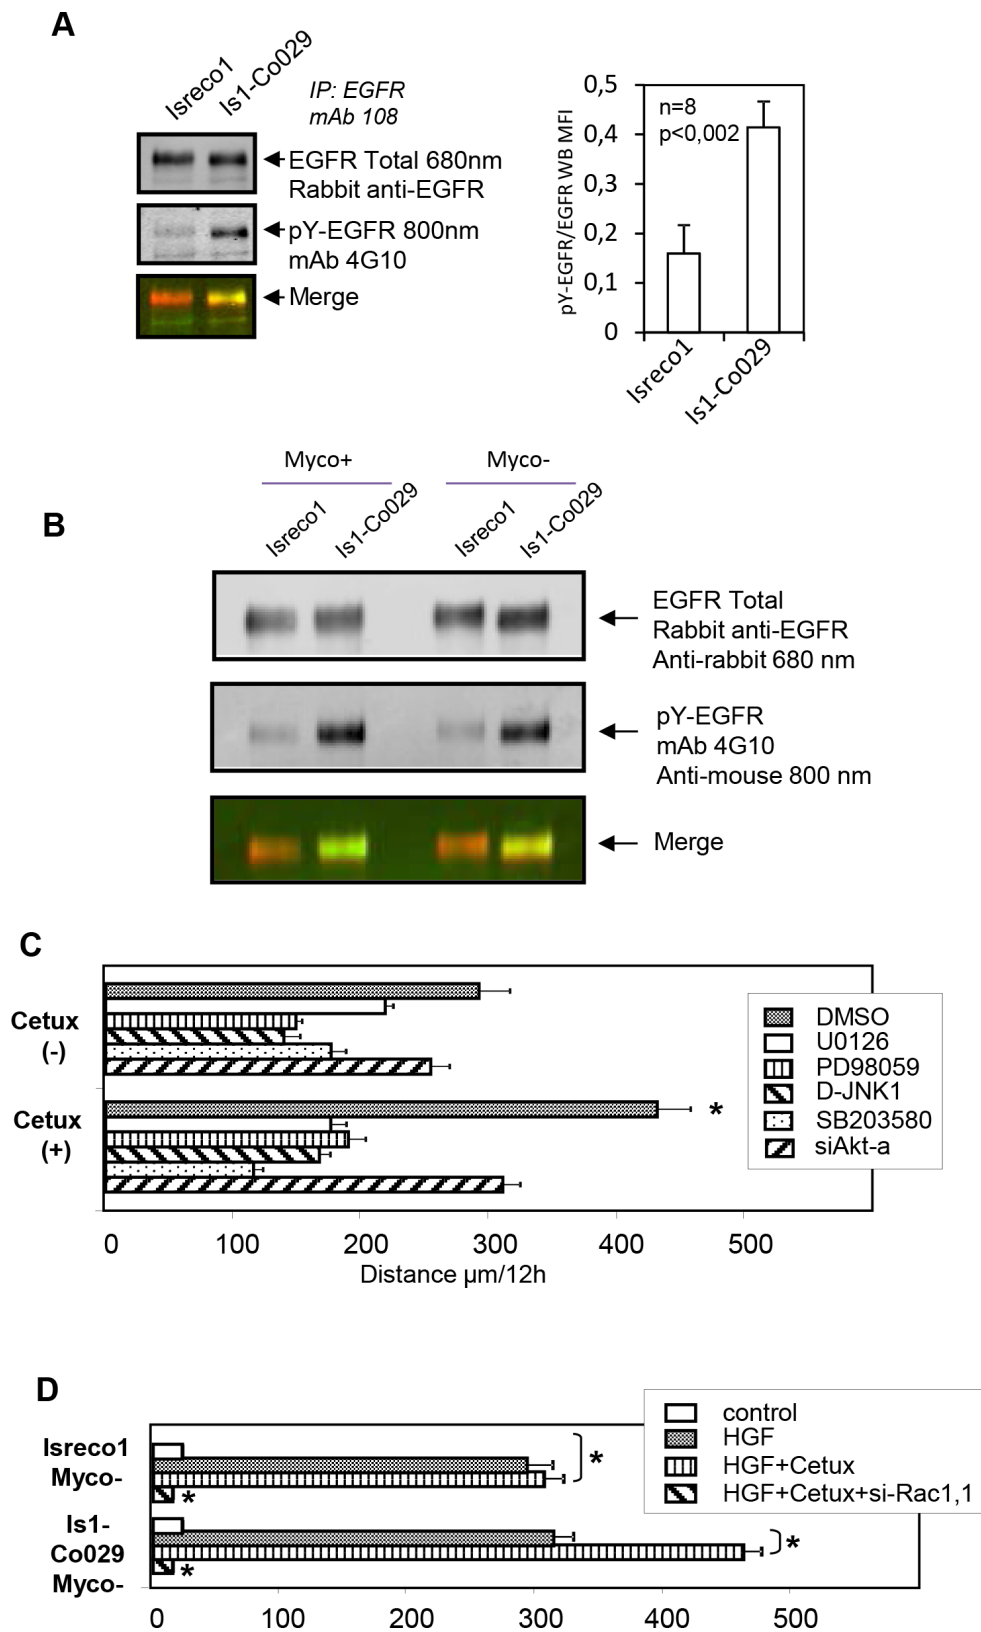 A
Isreco1
Is1-Co029
IP: EGFR
mAb 108
EGFR Total 680nm
Rabbit anti-EGFR
pY-EGFR 800nm
mAb 4G10
Merge
pY-EGFR/EGFR WB MFI
0,5
0,4
0,3
0,2
0,1
0
n=8
p<0,002
Isreco1
Is1-Co029
B
Myco+
Myco-
Isreco1
Is1-Co029
Isreco1
Is1-Co029
EGFR Total
Rabbit anti-EGFR
Anti-rabbit 680 nm
pY-EGFR
mAb 4G10
Anti-mouse 800 nm
Merge
C
Cetux
(-)
Cetux
(+)
*
DMSO
U0126
PD98059
D-JNK1
SB203580
siAkt-a
0 100 200 300 400 500
Distance µm/12h
D
Isreco1
Myco-
*
*
Is1-
Co029
Myco-
*
*
control
HGF
HGF+Cetux
HGF+Cetux+si-Rac1,1
0 100 200 300 400 500